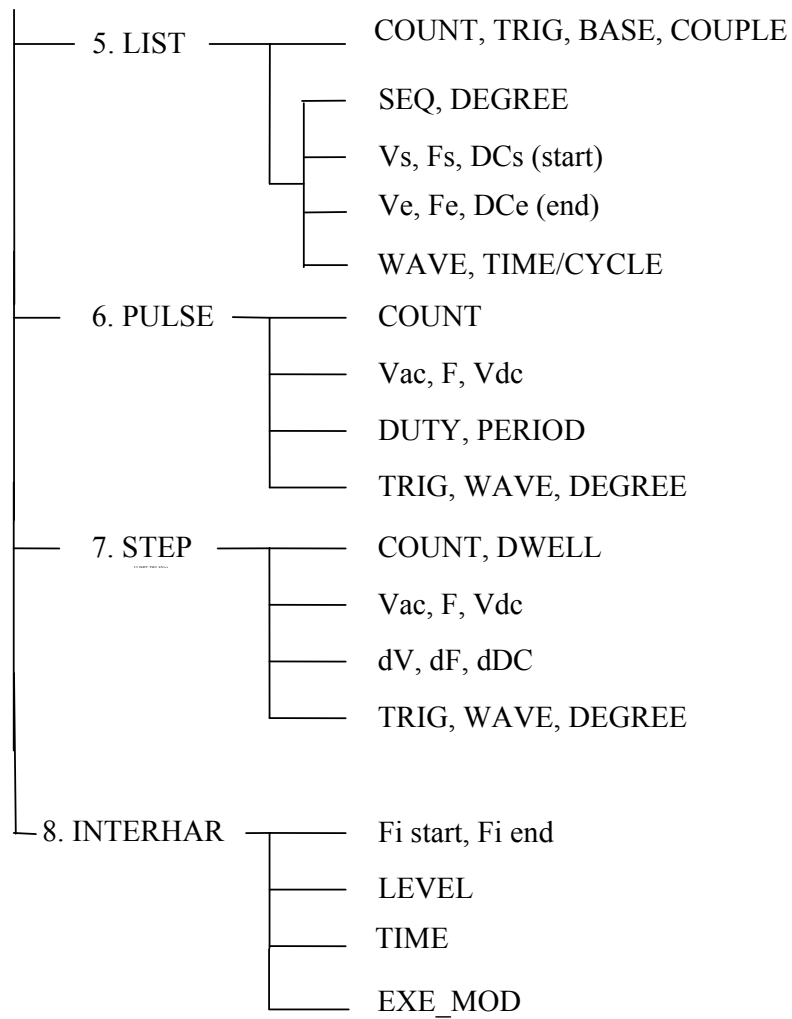 5. LIST
COUNT, TRIG, BASE, COUPLE
SEQ, DEGREE
Vs, Fs, DCs (start)
Ve, Fe, DCe (end)
WAVE, TIME/CYCLE
6. PULSE
COUNT
Vac, F, Vdc
DUTY, PERIOD
TRIG, WAVE, DEGREE
7. STEP
COUNT, DWELL
Vac, F, Vdc
dV, dF, dDC
TRIG, WAVE, DEGREE
8. INTERHAR
Fi start, Fi end
LEVEL
TIME
EXE_MOD